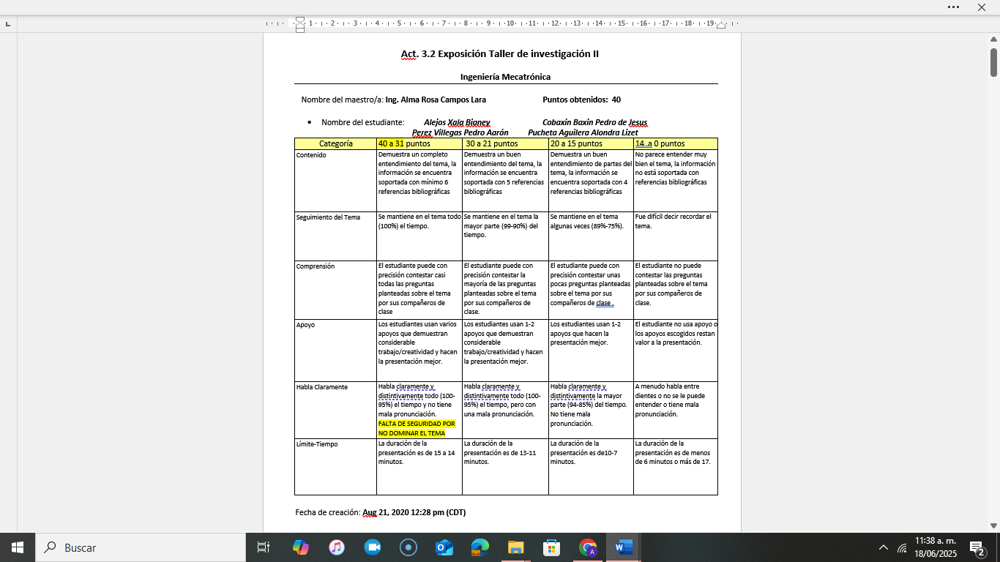 1 2 3 4 5 6 7 8 9 10 11 12 13 14 15 16 17 18 19
Act. 3.2 Exposición Taller de investigación II
Ingeniería Mecatrónica
Nombre del maestro/a: Ing. Alma Rosa Campos Lara Puntos obtenidos: 40
• Nombre del estudiante: Alejos Xala Bianey Cobaxin Baxin Pedro de Jesus
Perez Villegas Pedro Aarón Pucheta Aguilera Alondra Lizet
Categoría 40 a 31 puntos 30 a 21 puntos 20 a 15 puntos 14 a 0 puntos
Contenido
Demuestra un completo
entendimiento del tema, la
información se encuentra
soportada con mínimo 6
referencias bibliográficas
Demuestra un buen
entendimiento del tema, la
información se encuentra
soportada con 5 referencias
bibliográficas
Demuestra un buen
entendimiento de partes del
tema, la información se
encuentra soportada con 4
referencias bibliográficas
No parece entender muy
bien el tema, la información
no está soportada con
referencias bibliográficas
Seguimiento del Tema
Se mantiene en el tema todo
(100%) el tiempo.
Se mantiene en el tema la
mayor parte (99-90%) del
tiempo.
Se mantiene en el tema
algunas veces (89%-75%).
Fue difícil decir recordar el
tema.
Comprensión
El estudiante puede con
precisión contestar casi
todas las preguntas
planteadas sobre el tema
por sus compañeros de
clase
El estudiante puede con
precisión contestar la
mayoría de las preguntas
planteadas sobre el tema
por sus compañeros de
clase.
El estudiante puede con
precisión contestar unas
pocas preguntas planteadas
sobre el tema por sus
compañeros de clase .
El estudiante no puede
contestar las preguntas
planteadas sobre el tema
por sus compañeros de
clase.
Apoyo
Los estudiantes usan varios
apoyos que demuestran
considerable
trabajo/creatividad y hacen
la presentación mejor.
Los estudiantes usan 1-2
apoyos que demuestran
considerable
trabajo/creatividad y hacen
la presentación mejor.
Los estudiantes usan 1-2
apoyos que hacen la
presentación mejor.
El estudiante no usa apoyo o
los apoyos escogidos restan
valor a la presentación.
Habla Claramente
Habla claramente y
distintivamente todo (100-
95%) el tiempo y no tiene
mala pronunciación.
FALTA DE SEGURIDAD POR
NO DOMINAR EL TEMA
Habla claramente y
distintivamente todo (100-
95%) el tiempo, pero con
una mala pronunciación.
Habla claramente y
distintivamente la mayor
parte (94-85%) del tiempo.
No tiene mala
pronunciación.
A menudo habla entre
dientes o no se le puede
entender o tiene mala
pronunciación.
Límite-Tiempo
La duración de la
presentación es de 15 a 14
minutos.
La duración de la
presentación es de 13-11
minutos.
La duración de la
presentación es de10-7
minutos.
La duración de la
presentación es de menos
de 6 minutos o más de 17.
Fecha de creación: Aug 21, 2020 12:28 pm (CDT)
Buscar
11:38 a. m.
18/06/2025
2